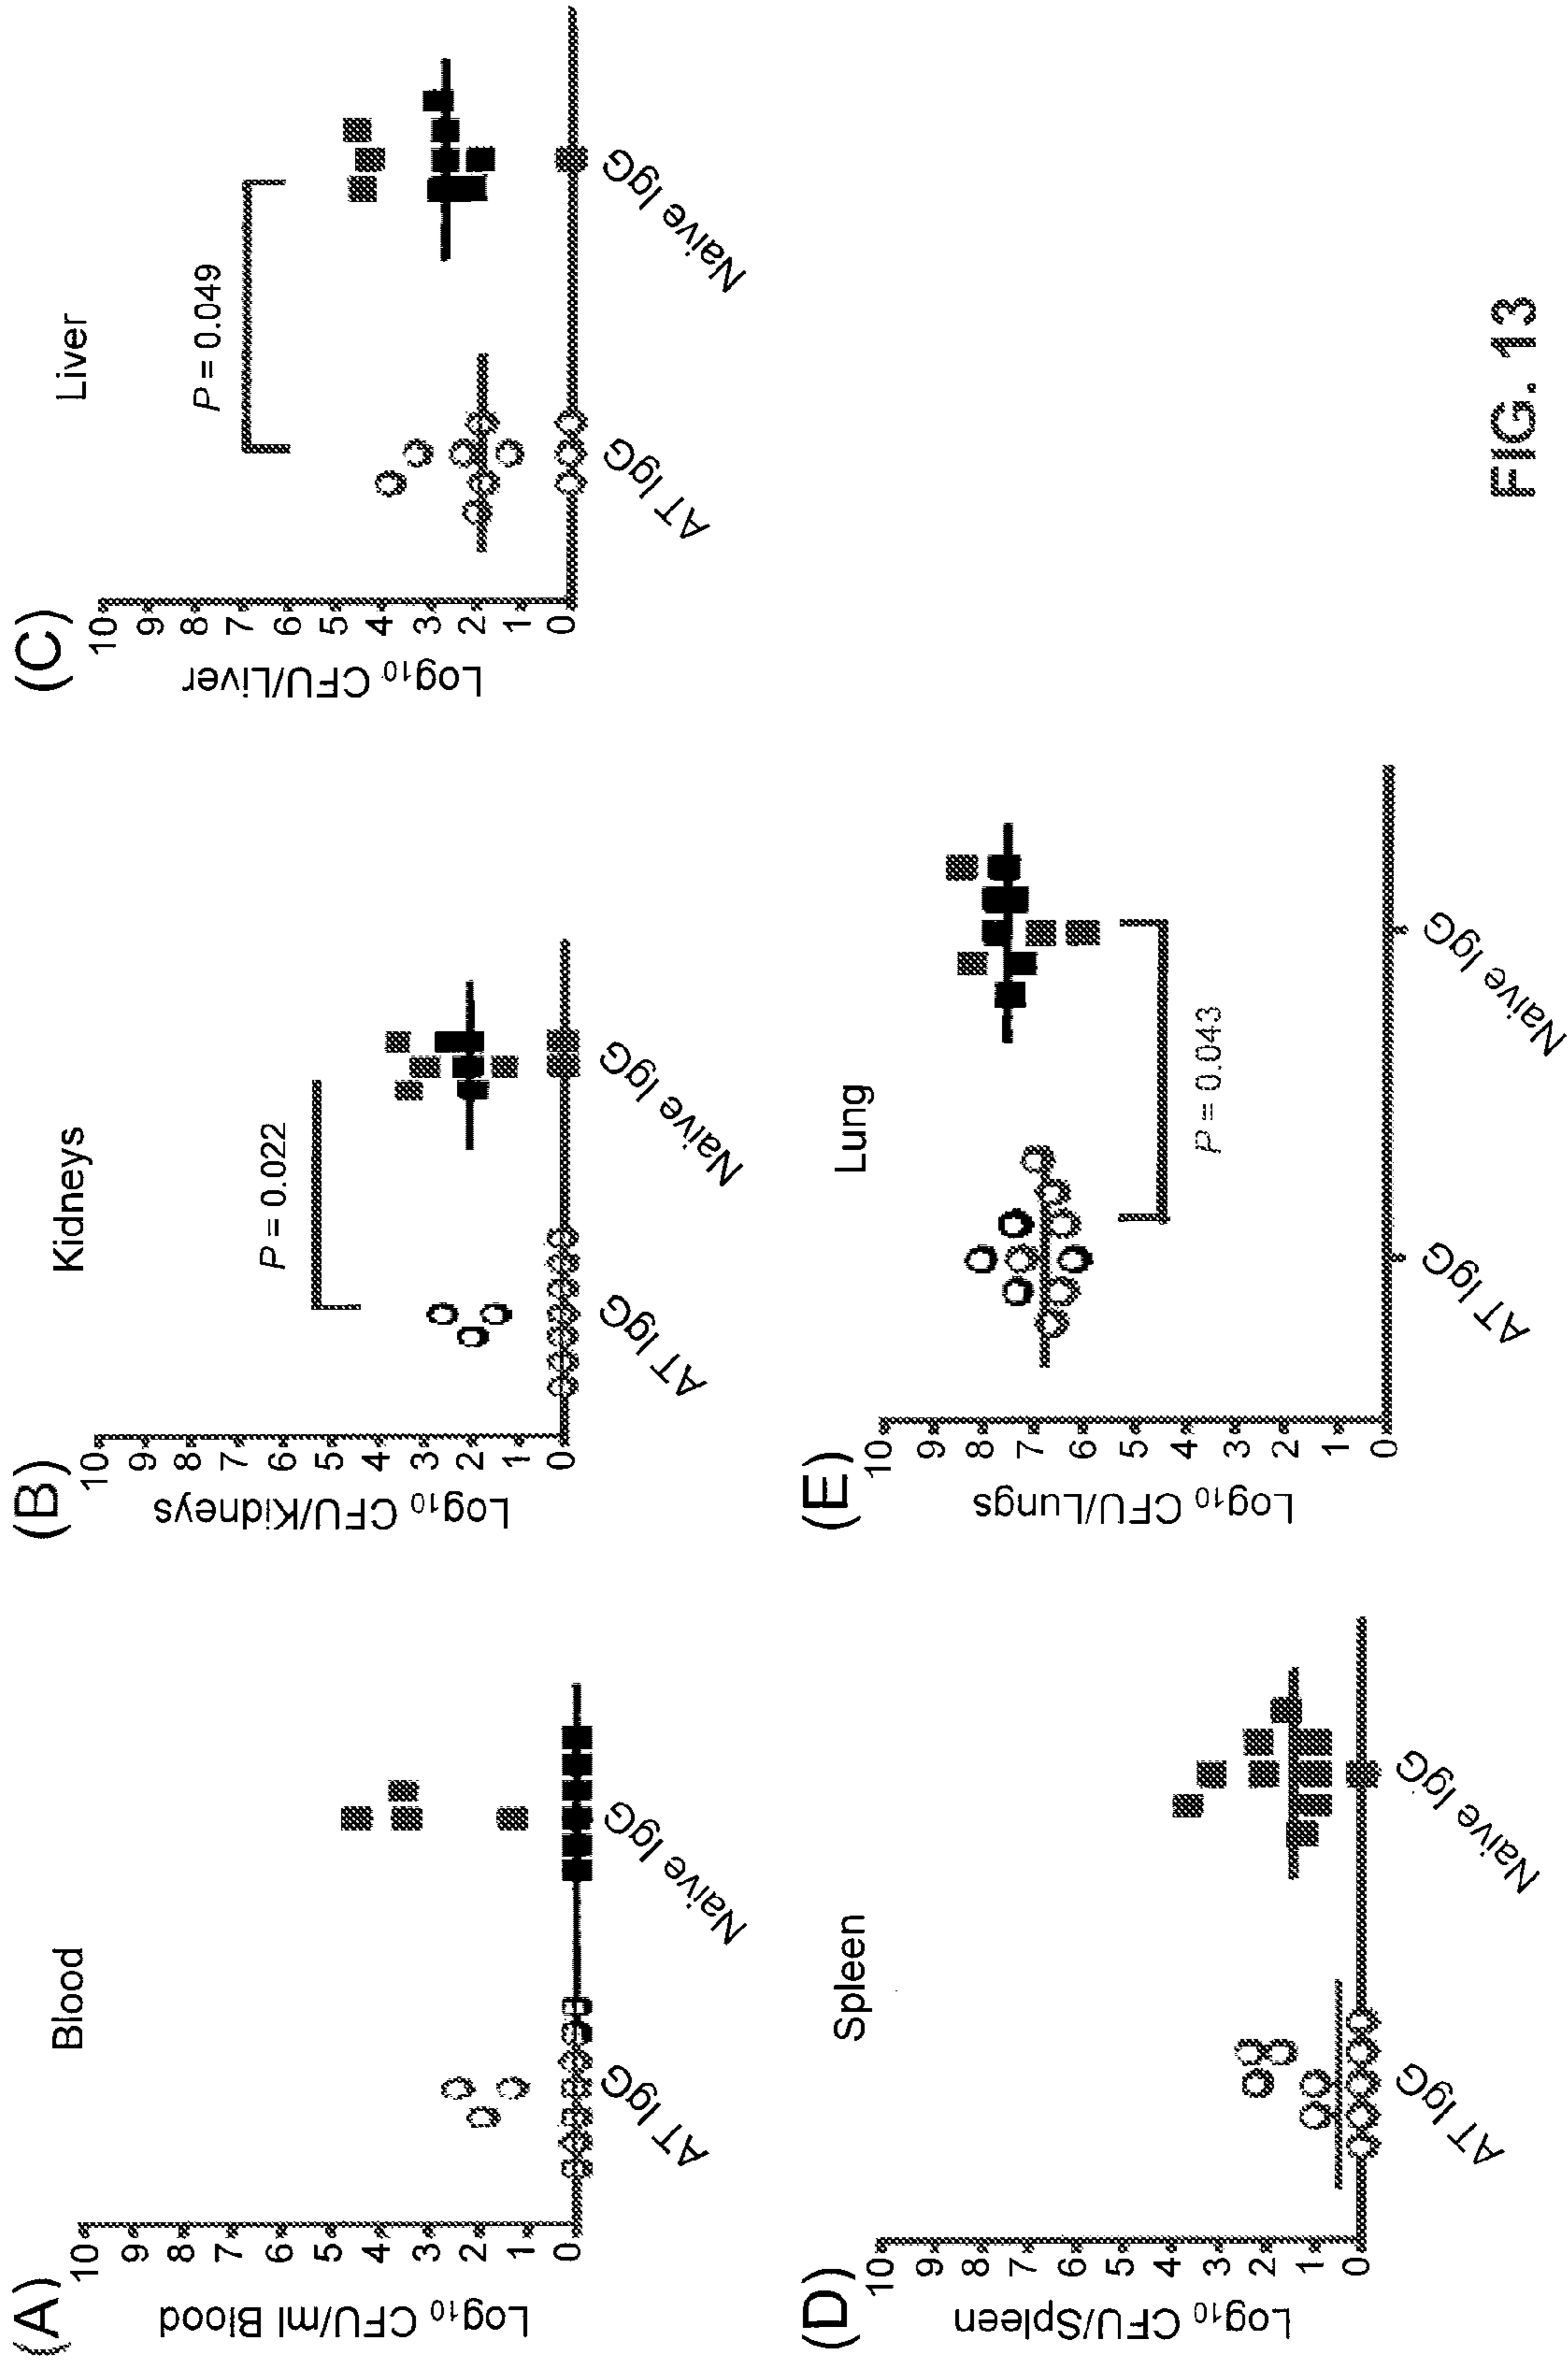 (A)
Blood
Log10 CFU/ml Blood
10
9
8
7
6
5
4
3
2
1
0
AT IgG
Naive IgG
(B)
Kidneys
P = 0.022
Log10 CFU/Kidneys
10
9
8
7
6
5
4
3
2
1
0
AT IgG
Naive IgG
(C)
Liver
P = 0.049
Log10 CFU/Liver
10
9
8
7
6
5
4
3
2
1
0
AT IgG
Naive IgG
(D)
Spleen
Log10 CFU/Spleen
10
9
8
7
6
5
4
3
2
1
0
AT IgG
Naive IgG
(E)
Lung
Log10 CFU/Lungs
10
9
8
7
6
5
4
3
2
1
0
P = 0.043
AT IgG
Naive IgG
FIG. 13